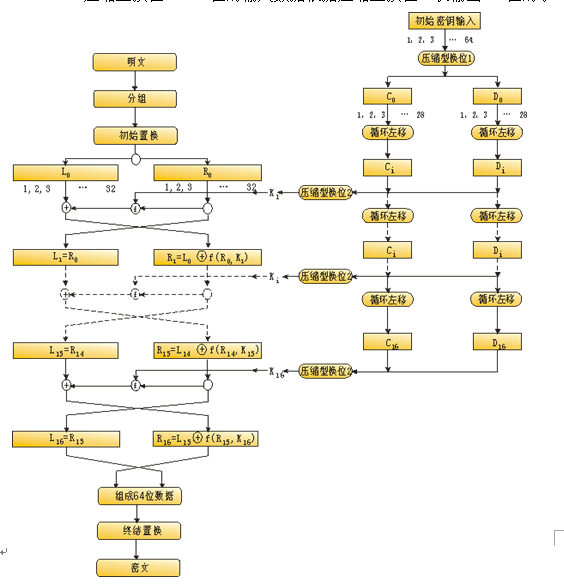 初始密钥输入
1, 2, 3 … 64
压缩型换位1
明文
分组
初始置换
C0
D0
1, 2, 3 … 28
1, 2, 3 … 28
循环左移
循环左移
L0
R0
Ci
Di
1, 2, 3 … 32
1, 2, 3 … 32
+
f
K1
压缩型换位2
循环左移
循环左移
L1=R0
R1=L0⊕f(R0,K1)
Ci
Di
+
f
Ki
压缩型换位2
循环左移
循环左移
L15=R14
R15=L14⊕f(R14,K15)
C16
D16
+
f
K16
压缩型换位2
L16=R15
R16=L15⊕f(R15,K16)
组成64位数据
终结置换
密文